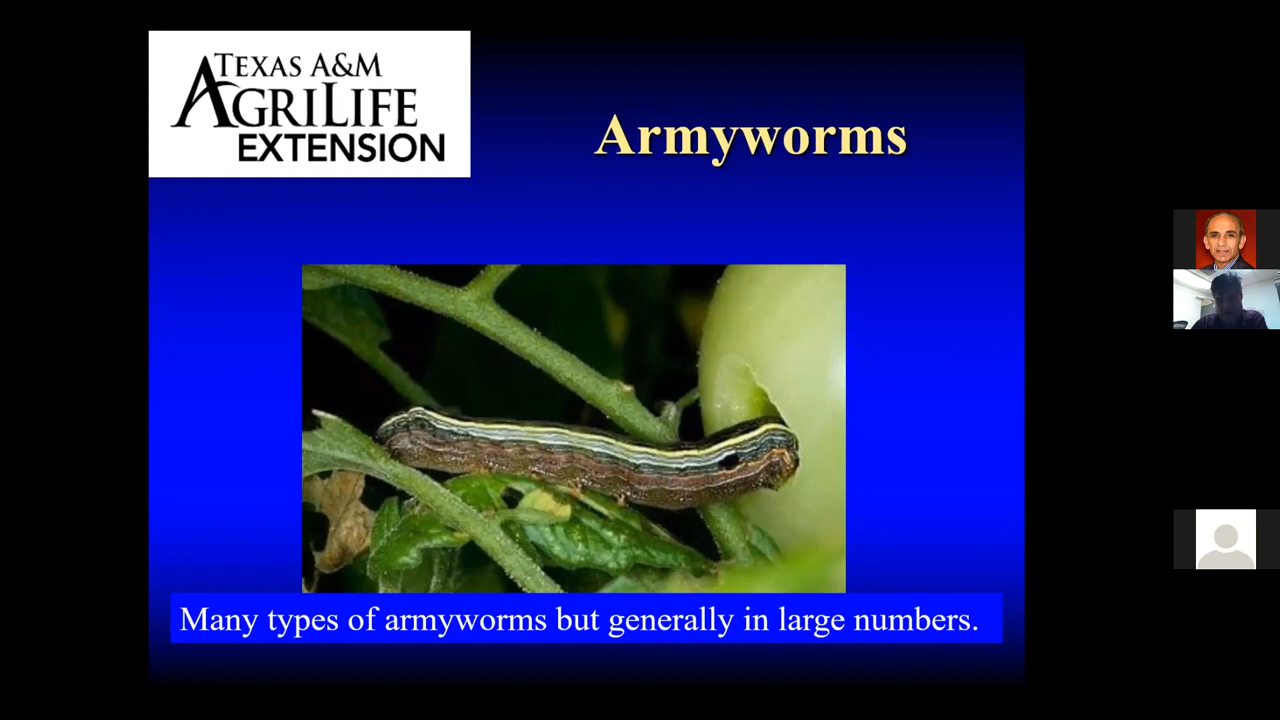 TEXAS A&M
AGRILIFE
EXTENSION
Armyworms
Many types of armyworms but generally in large numbers.